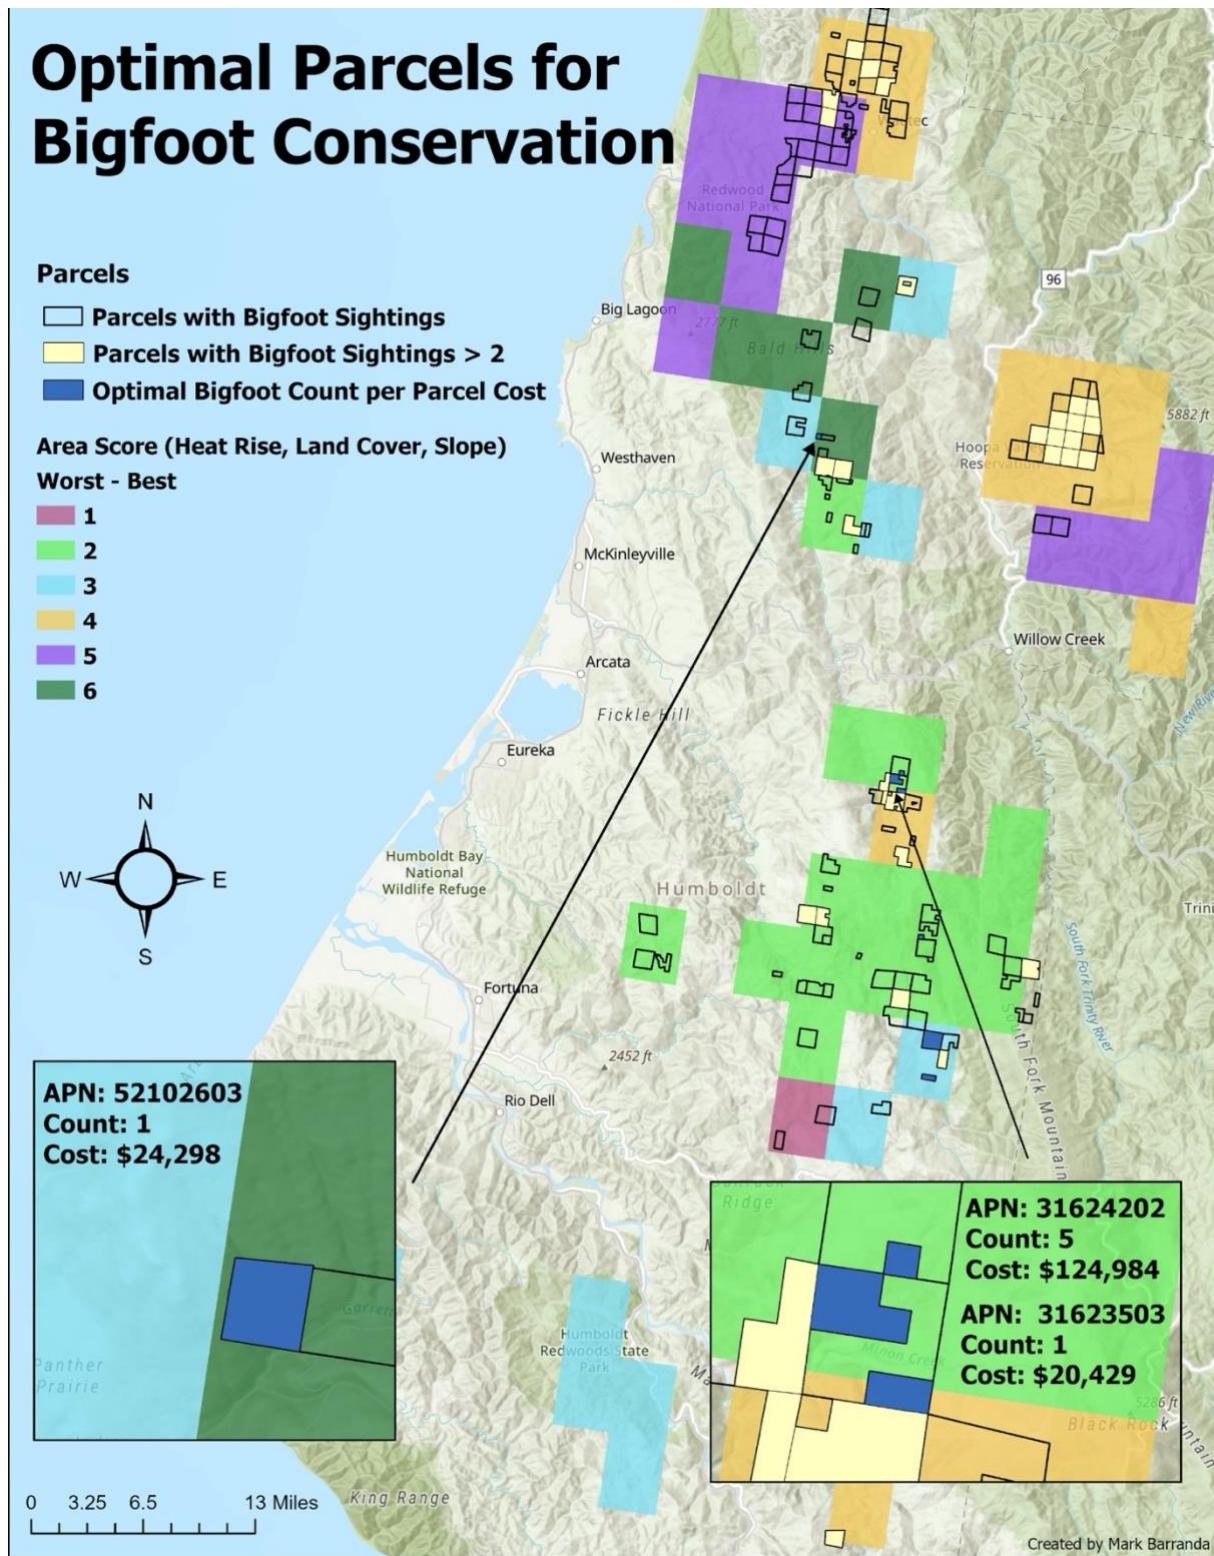 Optimal Parcels for
Bigfoot Conservation
Parcels
Parcels with Bigfoot Sightings
Parcels with Bigfoot Sightings > 2
Optimal Bigfoot Count per Parcel Cost
Area Score (Heat Rise, Land Cover, Slope)
Worst - Best
1
2
3
4
5
6
Redwood
National Park
96
Big Lagoon
2777 ft
Bald Hills
5882 ft
Westhaven
Hoopa Valley
Reservation
McKinleyville
Willow Creek
Arcata
Fickle Hill
New River
Eureka
N
W
E
S
Humboldt Bay
National
Wildlife Refuge
Humboldt
Trini
South Fork Trinity River
Fortuna
2452 ft
South Fork Mountain
Rio Dell
APN: 52102603
Count: 1
Cost: $24,298
Panther
Prairie
Ridge
APN: 31624202
Count: 5
Cost: $124,984
APN: 31623503
Count: 1
Cost: $20,429
Minon Creek
5286 ft
Black Rock
Humboldt
Redwoods State
Park
King Range
0 3.25 6.5 13 Miles
Created by Mark Barranda